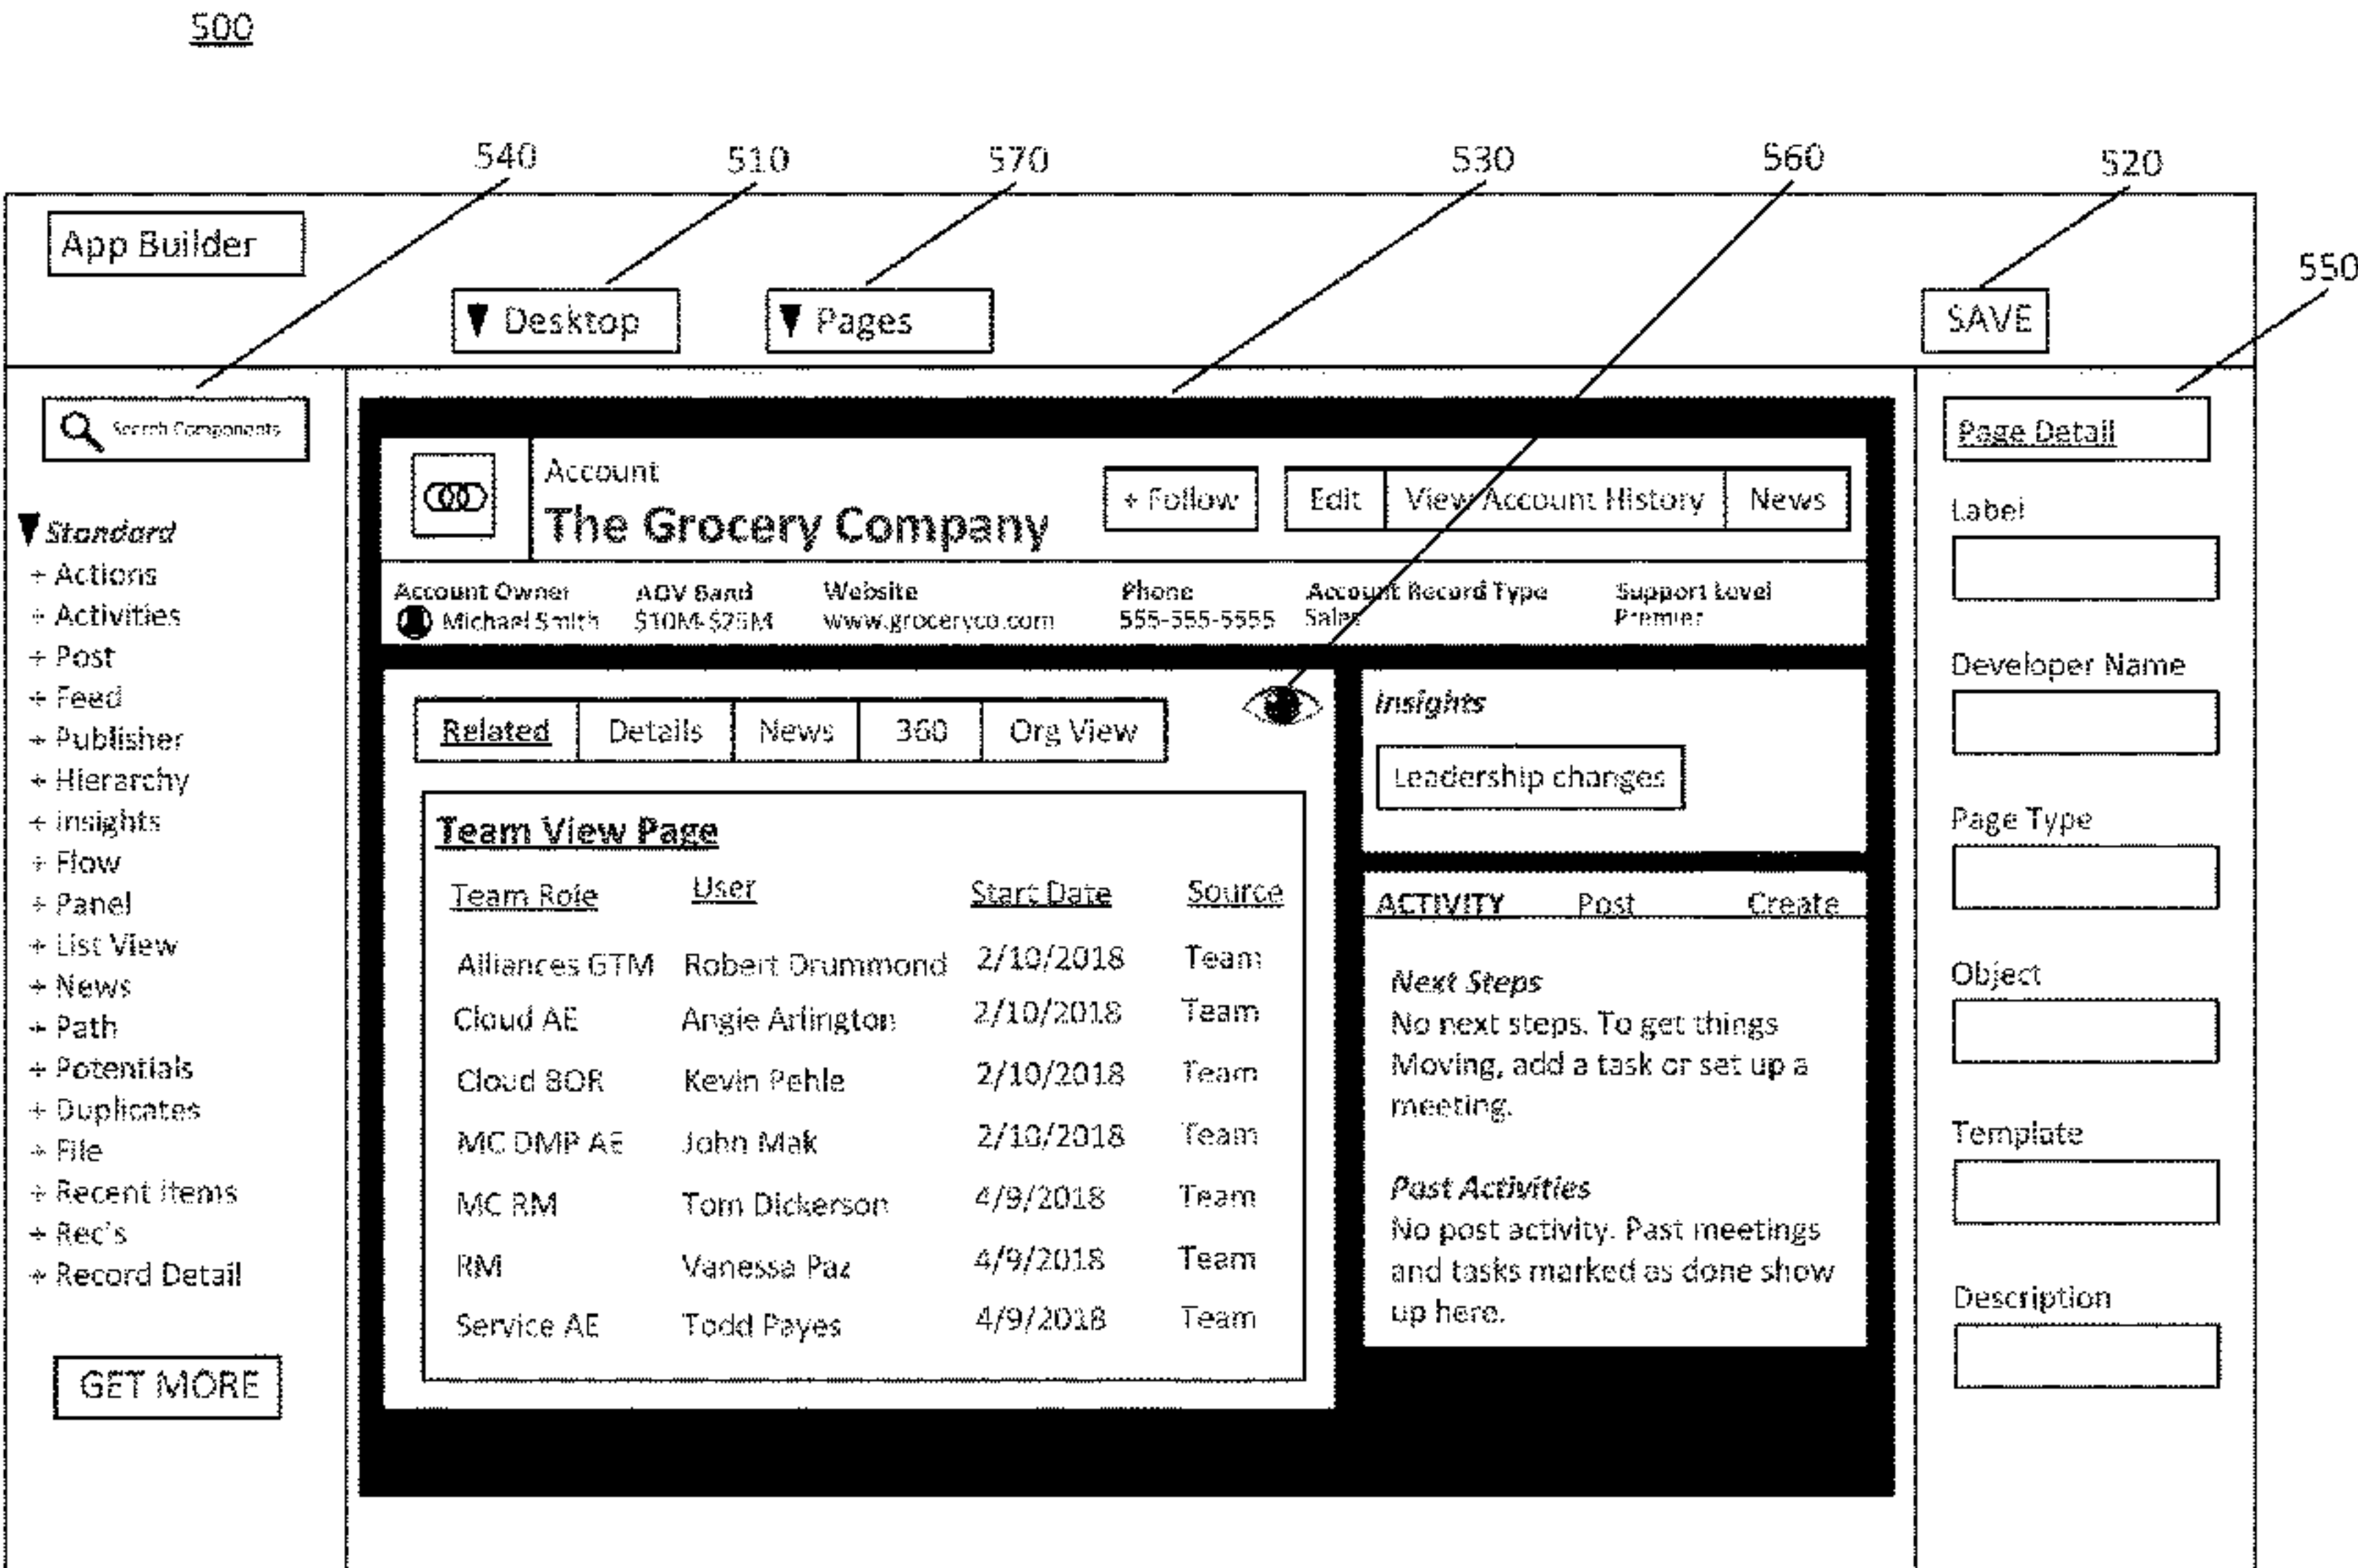 500
540 510 570 530 560 520
550
App Builder
Desktop Pages SAVE
Search Components
Standard
+ Actions
+ Activities
+ Post
+ Feed
+ Publisher
+ Hierarchy
+ Insights
+ Flow
+ Panel
+ List View
+ News
+ Path
+ Potentials
+ Duplicates
+ File
+ Recent Items
+ Rec's
+ Record Detail
GET MORE
Account
The Grocery Company
+ Follow Edit View Account History News
Account Owner AOV Band Website Phone Account Record Type Support Level
Michael Smith $10M-$25M www.groceryco.com 555-555-5555 Sales Premier
Related Details News 360 Org View
Team View Page
Team Role User Start Date Source
Alliances GTM Robert Drummond 2/10/2018 Team
Cloud AE Angie Arlington 2/10/2018 Team
Cloud BDR Kevin Pehle 2/10/2018 Team
MC DMP AE John Mak 2/10/2018 Team
MC RM Tom Dickerson 4/9/2018 Team
RM Vanessa Paz 4/9/2018 Team
Service AE Todd Payes 4/9/2018 Team
Insights
Leadership changes
ACTIVITY Post Create
Next Steps
No next steps. To get things
Moving, add a task or set up a
meeting.
Past Activities
No post activity. Past meetings
and tasks marked as done show
up here.
Page Detail
Label
Developer Name
Page Type
Object
Template
Description